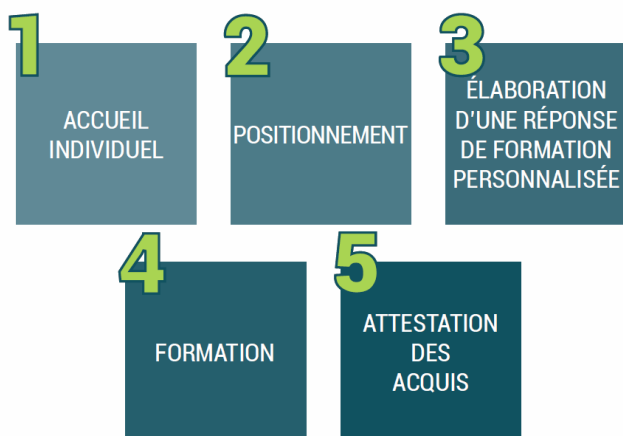 1
ACCUEIL
INDIVIDUEL
2
POSITIONNEMENT
3
ÉLABORATION
D'UNE RÉPONSE
DE FORMATION
PERSONNALISÉE
4
FORMATION
5
ATTESTATION
DES
ACQUIS